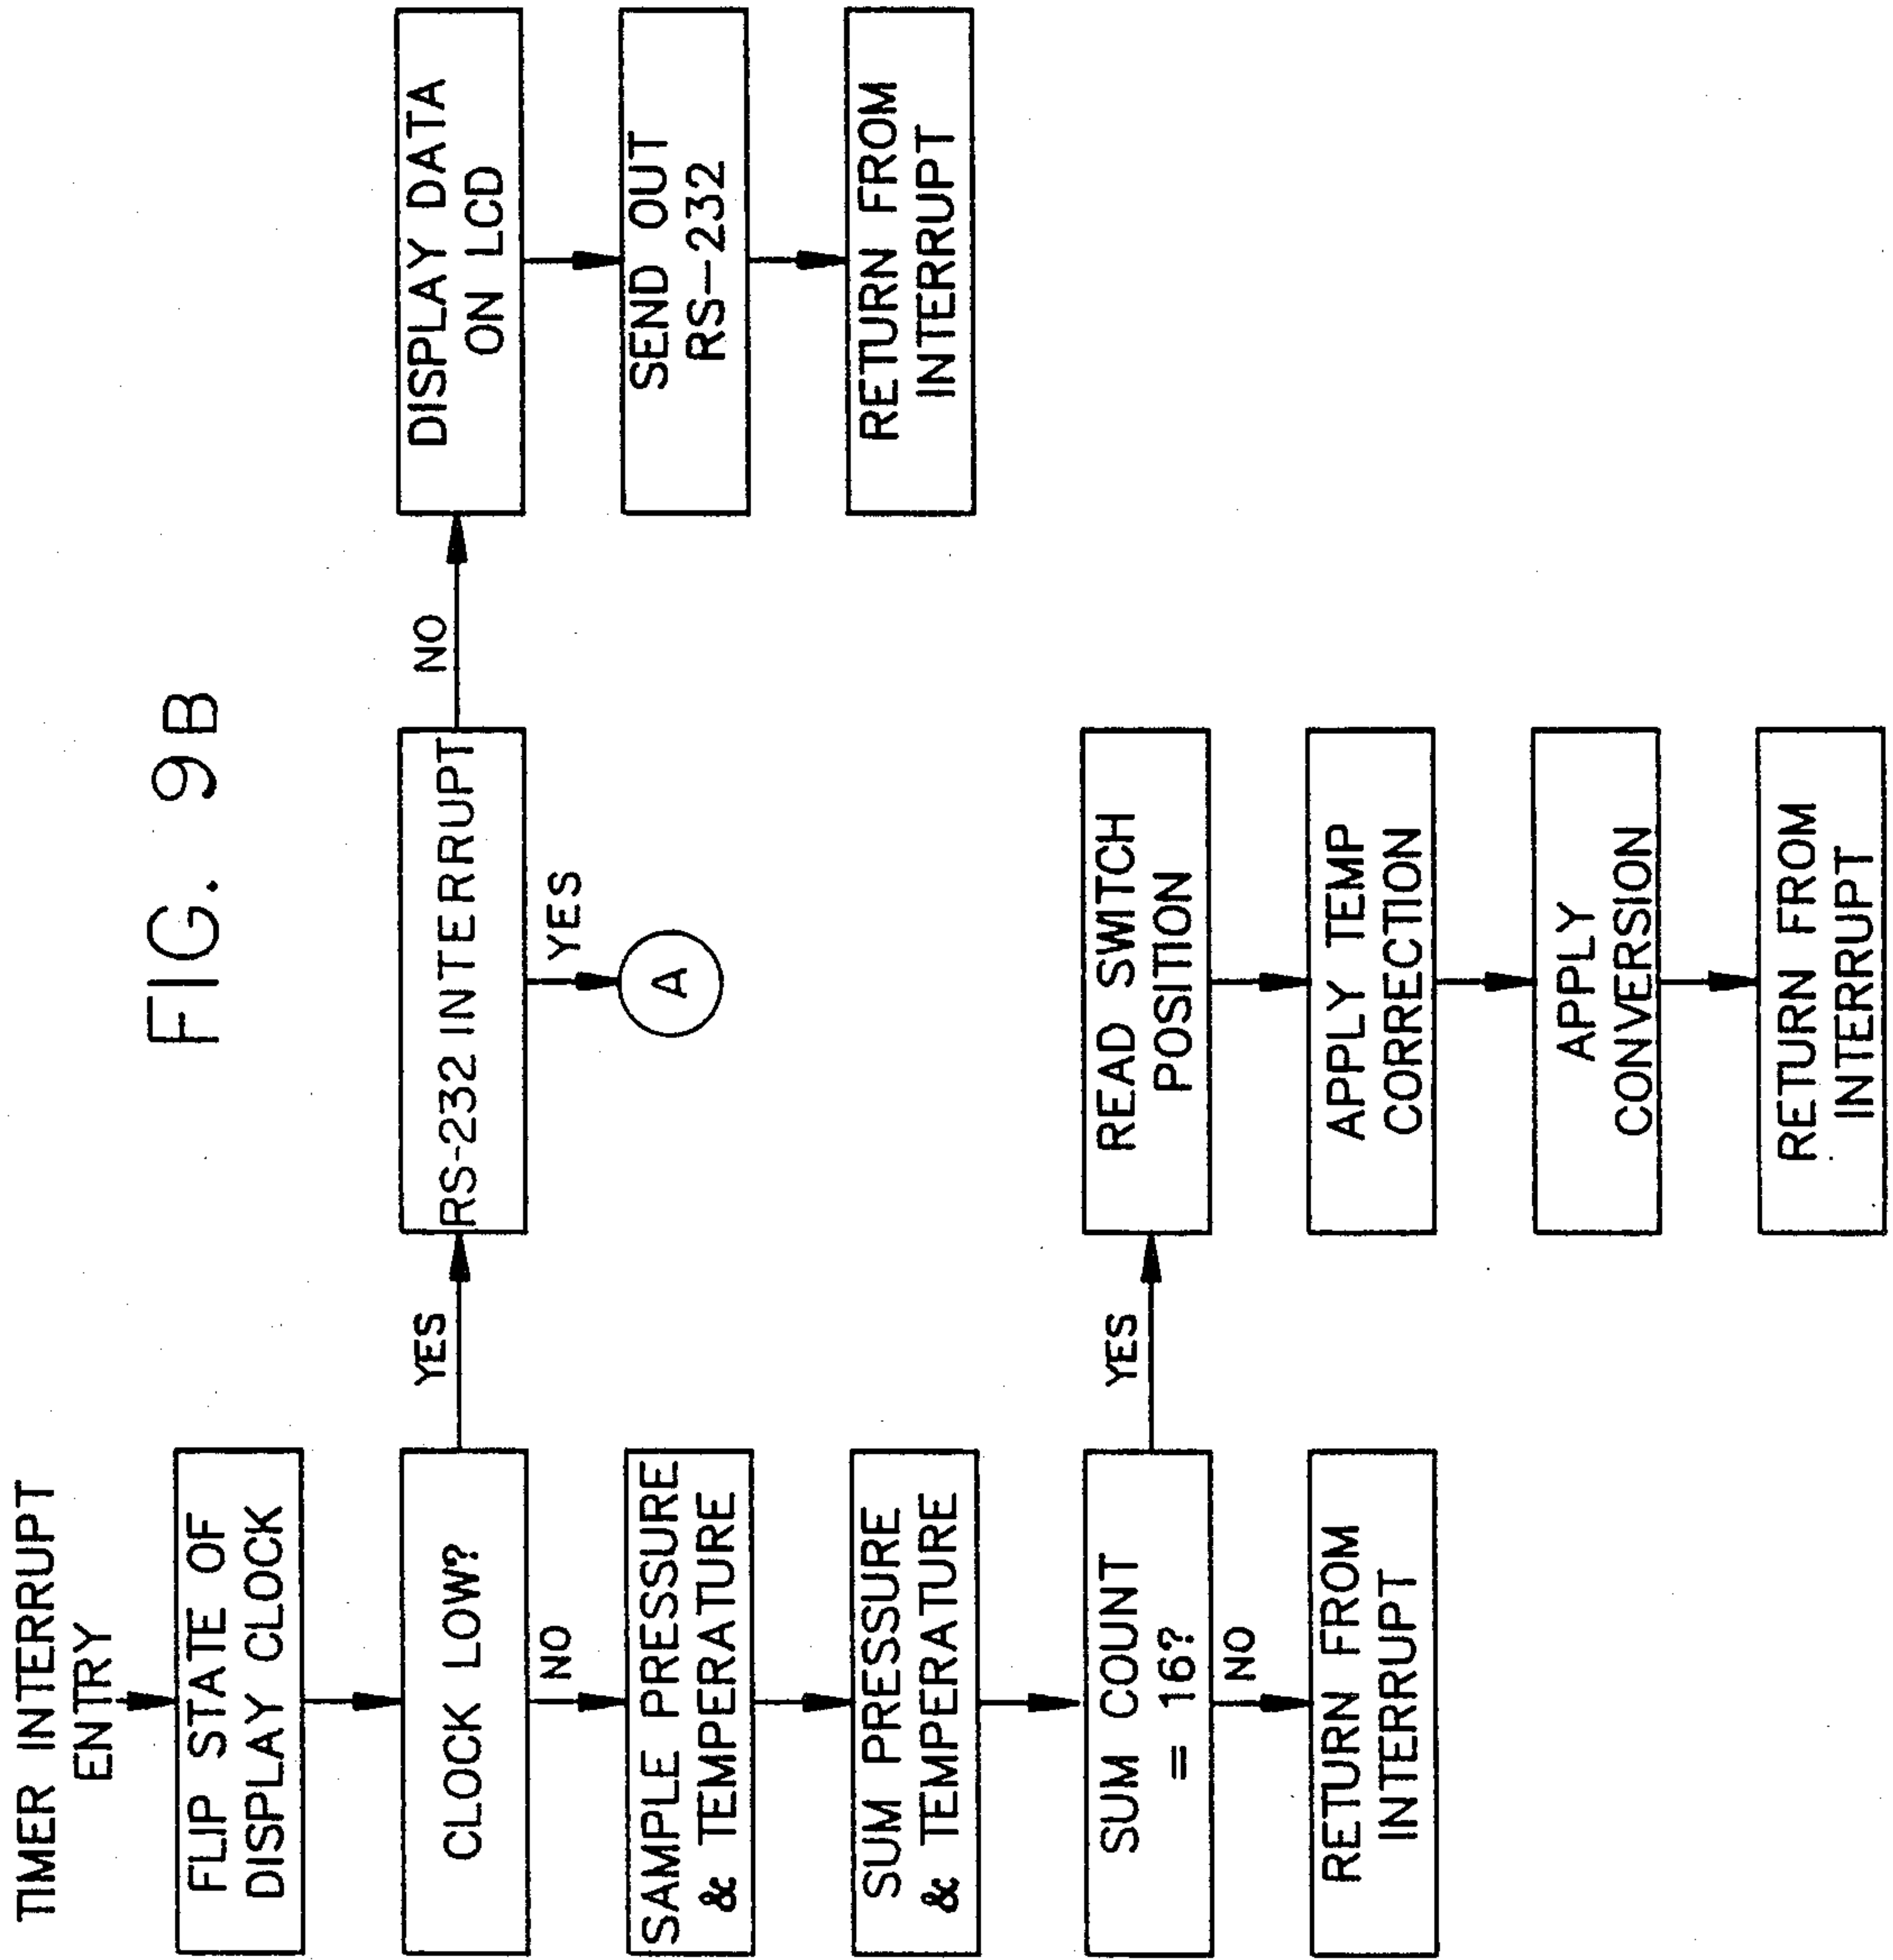 FIG. 9B
TIMER INTERRUPT
ENTRY
FLIP STATE OF
DISPLAY CLOCK
CLOCK LOW?
YES
NO
SAMPLE PRESSURE
& TEMPERATURE
SUM PRESSURE
& TEMPERATURE
SUM COUNT
= 16?
YES
NO
RETURN FROM
INTERRUPT
RS-232 INTERRUPT
NO
YES
A
READ SWITCH
POSITION
APPLY TEMP
CORRECTION
APPLY
CONVERSION
RETURN FROM
INTERRUPT
DISPLAY DATA
ON LCD
SEND OUT
RS-232
RETURN FROM
INTERRUPT